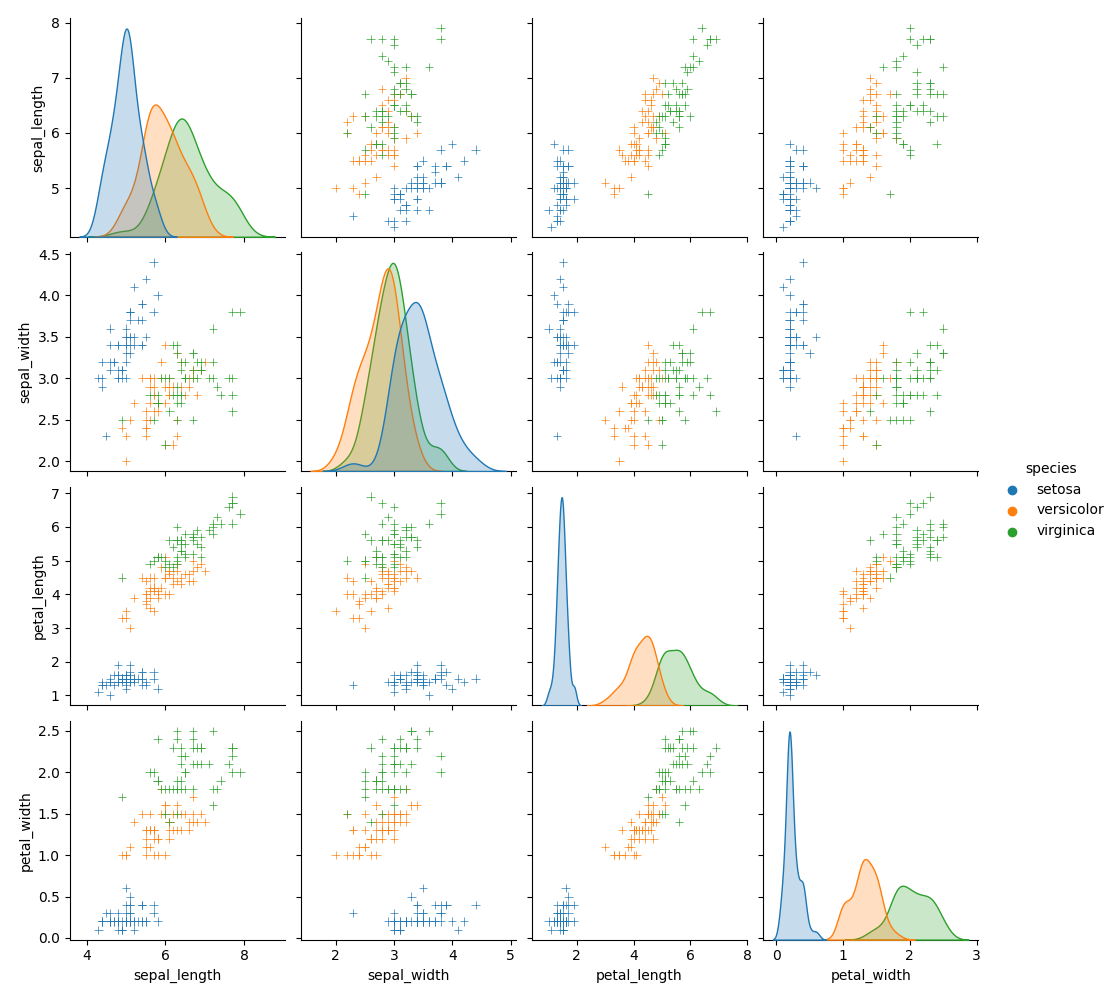 8
7
6
5
sepal_length
4.5
4.0
3.5
3.0
2.5
2.0
sepal_width
species
setosa
versicolor
virginica
7
6
5
4
3
2
1
petal_length
2.5
2.0
1.5
1.0
0.5
0.0
petal_width
4 6 8
2 3 4 5
2 4 6 8
0 1 2 3
sepal_length sepal_width petal_length petal_width